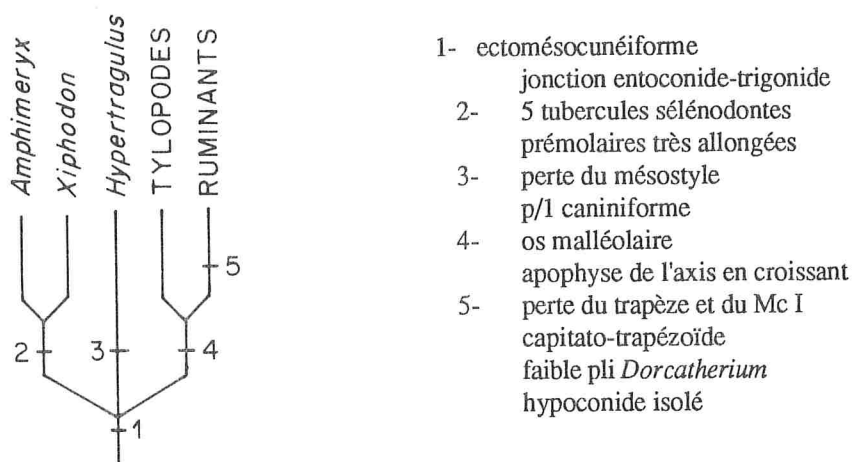 Amphimeryx
Xiphodon
Hypertragulus
TYLOPODES
RUMINANTS
5
2
3
4
1
1- ectomésocunéiforme
jonction entoconide-trigonide
2- 5 tubercules sélénodontes
prémolaires très allongées
3- perte du mésostyle
p/1 caniniforme
4- os malléolaire
apophyse de l'axis en croissant
5- perte du trapèze et du Mc I
capitato-trapézoïde
faible pli Dorcatherium
hypoconide isolé